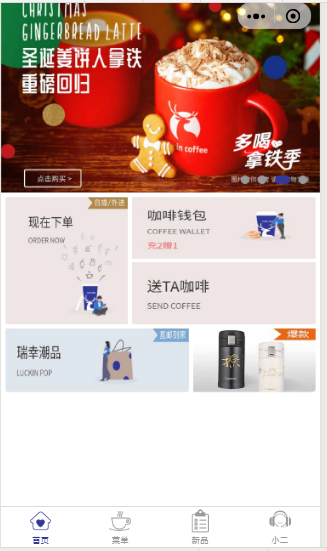 CHRISTMAS
GINGERBREAD LATTE
圣诞姜饼人拿铁
重磅回归
点击购买 >
in coffee
多喝
拿铁季
自提/外送
现在下单
ORDER NOW
咖啡钱包
COFFEE WALLET
充2赠1
送TA咖啡
SEND COFFEE
瑞幸潮品
LUCKIN POP
直邮到家
爆款
首页
菜单
新品
小二